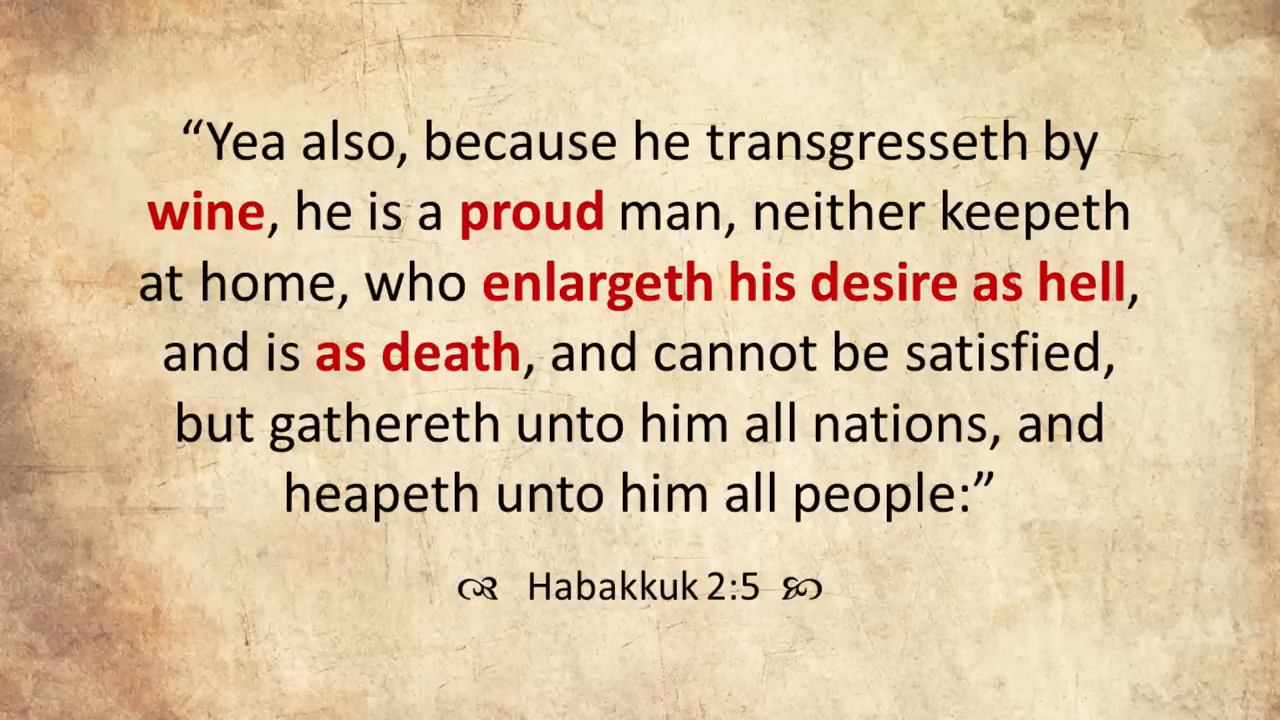 “Yea also, because he transgresseth by
wine, he is a proud man, neither keepeth
at home, who enlargeth his desire as hell,
and is as death, and cannot be satisfied,
but gathereth unto him all nations, and
heapeth unto him all people:”
Habakkuk 2:5